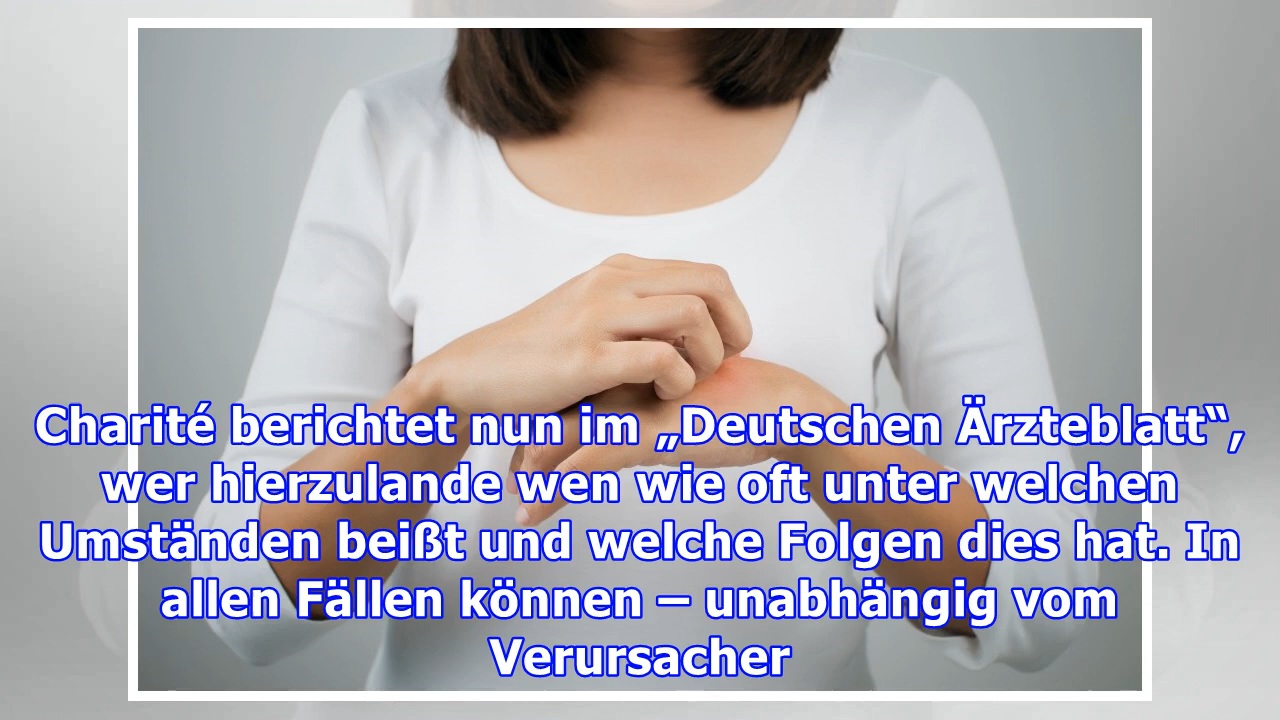 Charité berichtet nun im „Deutschen Ärzteblatt“,
wer hierzulande wen wie oft unter welchen
Umständen beißt und welche Folgen dies hat. In
allen Fällen können – unabhängig vom
Verursacher